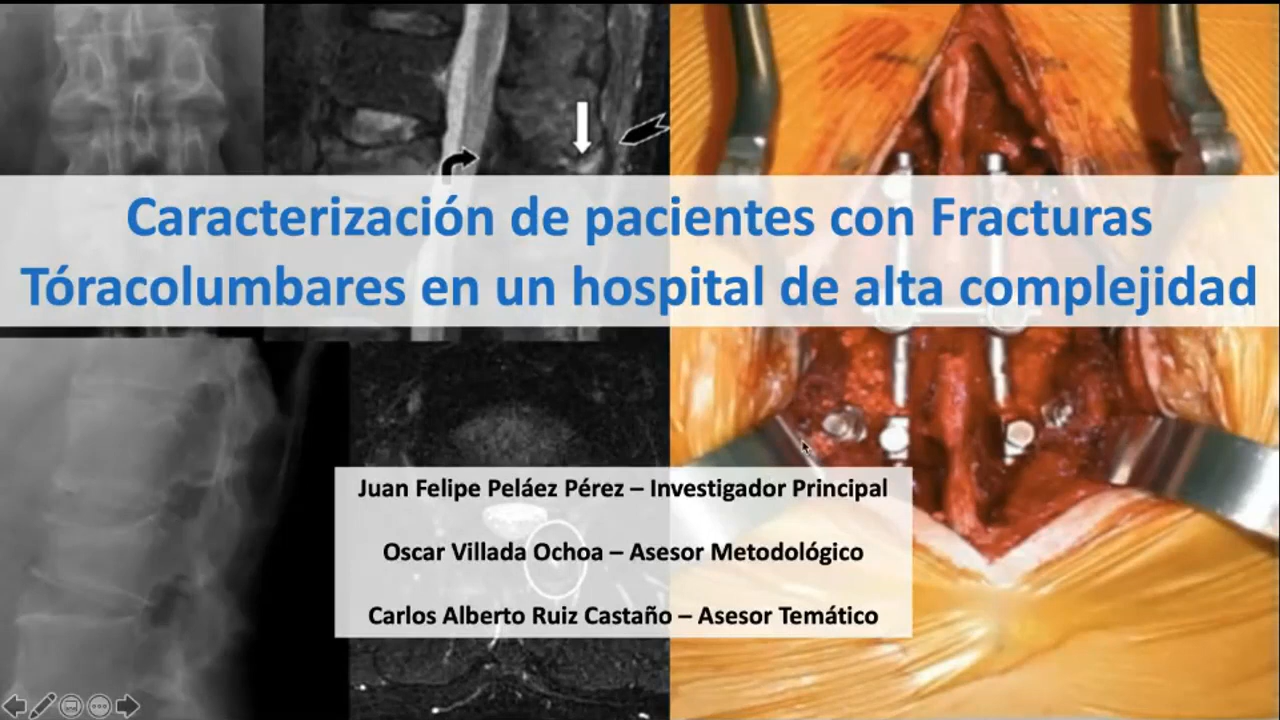 Caracterización de pacientes con Fracturas
Tóracolumbares en un hospital de alta complejidad
Juan Felipe Peláez Pérez – Investigador Principal
Oscar Villada Ochoa – Asesor Metodológico
Carlos Alberto Ruiz Castaño – Asesor Temático